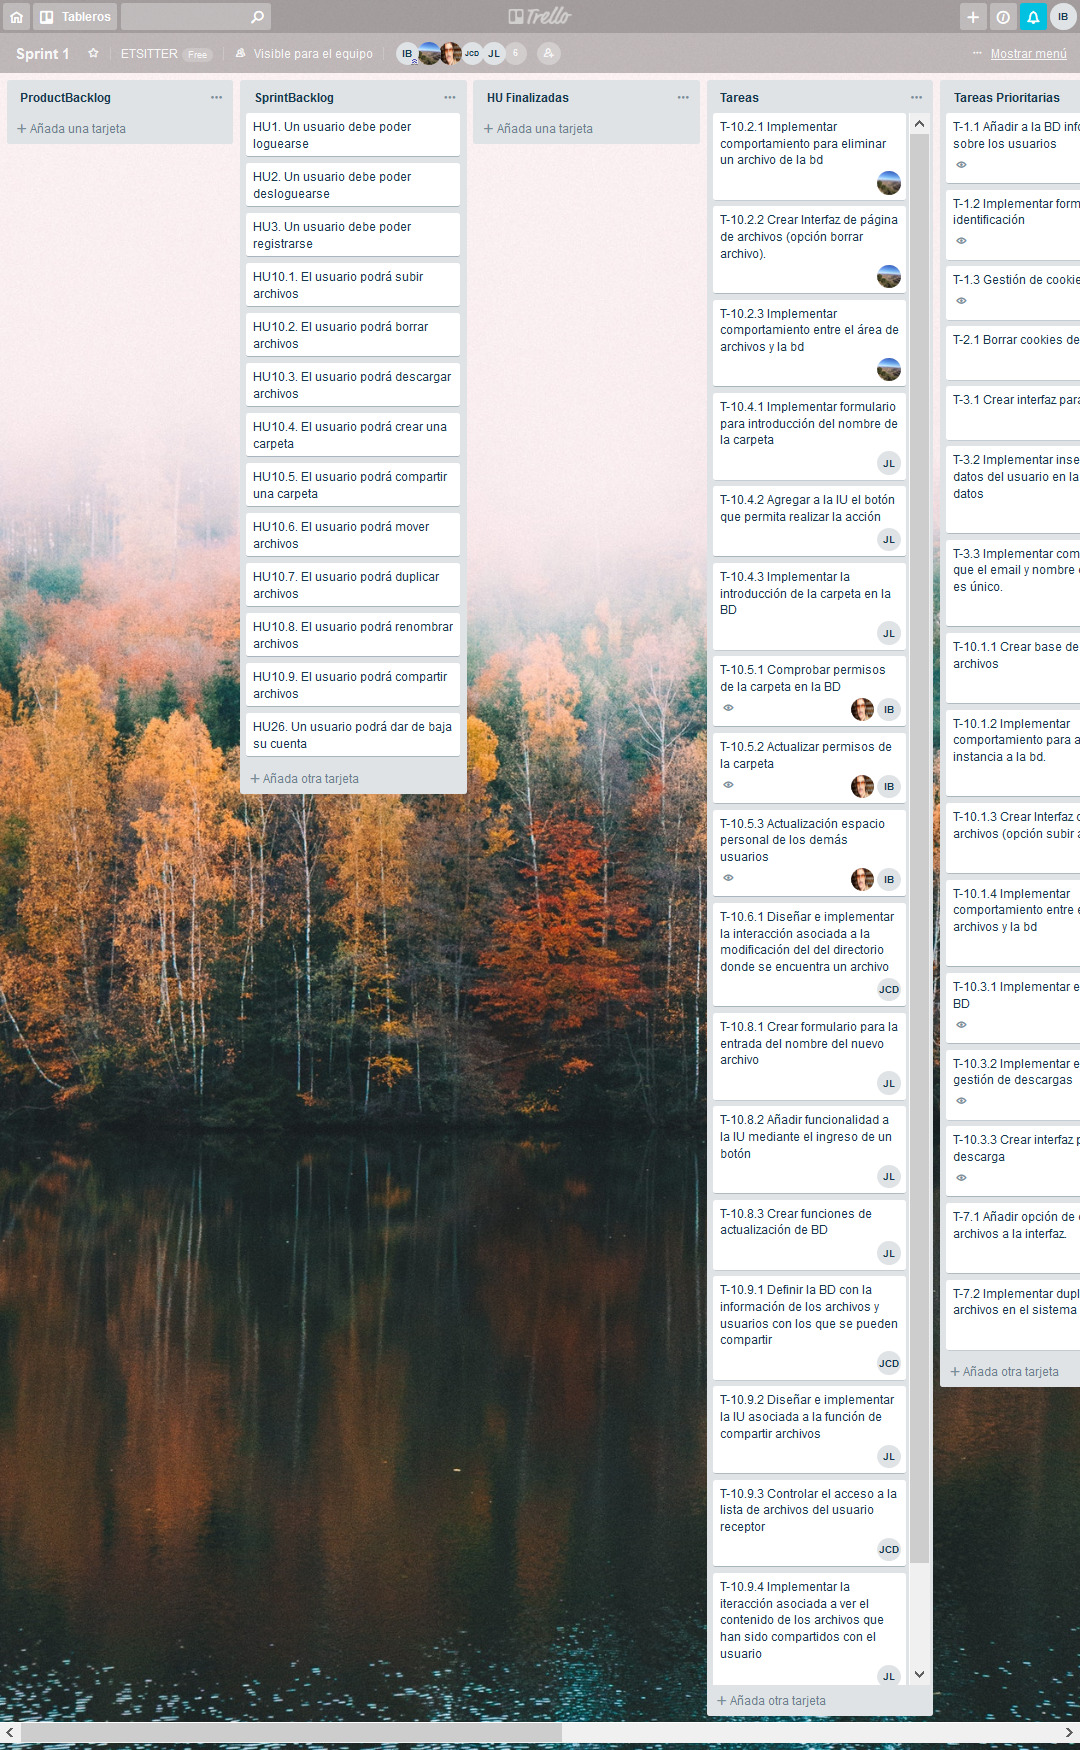 Tableros
Trello
IB
Sprint 1
ETSITTER Free
Visible para el equipo
IB
JCD
JL
6
Mostrar menú
ProductBacklog
Añada una tarjeta
SprintBacklog
HU1. Un usuario debe poder
loguearse
HU2. Un usuario debe poder
desloguearse
HU3. Un usuario debe poder
registrarse
HU10.1. El usuario podrá subir
archivos
HU10.2. El usuario podrá borrar
archivos
HU10.3. El usuario podrá descargar
archivos
HU10.4. El usuario podrá crear una
carpeta
HU10.5. El usuario podrá compartir
una carpeta
HU10.6. El usuario podrá mover
archivos
HU10.7. El usuario podrá duplicar
archivos
HU10.8. El usuario podrá renombrar
archivos
HU10.9. El usuario podrá compartir
archivos
HU26. Un usuario podrá dar de baja
su cuenta
Añada otra tarjeta
HU Finalizadas
Añada una tarjeta
Tareas
T-10.2.1 Implementar
comportamiento para eliminar
un archivo de la bd
T-10.2.2 Crear Interfaz de página
de archivos (opción borrar
archivo).
T-10.2.3 Implementar
comportamiento entre el área de
archivos y la bd
T-10.4.1 Implementar formulario
para introducción del nombre de
la carpeta
JL
T-10.4.2 Agregar a la IU el botón
que permita realizar la acción
JL
T-10.4.3 Implementar la
introducción de la carpeta en la
BD
JL
T-10.5.1 Comprobar permisos
de la carpeta en la BD
IB
T-10.5.2 Actualizar permisos de
la carpeta
IB
T-10.5.3 Actualización espacio
personal de los demás
usuarios
IB
T-10.6.1 Diseñar e implementar
la interacción asociada a la
modificación del del directorio
donde se encuentra un archivo
JCD
T-10.8.1 Crear formulario para la
entrada del nombre del nuevo
archivo
JL
T-10.8.2 Añadir funcionalidad a
la IU mediante el ingreso de un
botón
JL
T-10.8.3 Crear funciones de
actualización de BD
JL
T-10.9.1 Definir la BD con la
información de los archivos y
usuarios con los que se pueden
compartir
JCD
T-10.9.2 Diseñar e implementar
la IU asociada a la función de
compartir archivos
JL
T-10.9.3 Controlar el acceso a la
lista de archivos del usuario
receptor
JCD
T-10.9.4 Implementar la
iteracción asociada a ver el
contenido de los archivos que
han sido compartidos con el
usuario
JL
Añada otra tarjeta
Tareas Prioritarias
T-1.1 Añadir a la BD info
sobre los usuarios
T-1.2 Implementar form
identificación
T-1.3 Gestión de cookie
T-2.1 Borrar cookies de
T-3.1 Crear interfaz para
T-3.2 Implementar inse
datos del usuario en la
datos
T-3.3 Implementar com
que el email y nombre
es único.
T-10.1.1 Crear base de
archivos
T-10.1.2 Implementar
comportamiento para a
instancia a la bd.
T-10.1.3 Crear Interfaz
archivos (opción subir a
T-10.1.4 Implementar
comportamiento entre e
archivos y la bd
T-10.3.1 Implementar e
BD
T-10.3.2 Implementar e
gestión de descargas
T-10.3.3 Crear interfaz p
descarga
T-7.1 Añadir opción de
archivos a la interfaz.
T-7.2 Implementar dupl
archivos en el sistema
Añada otra tarjeta